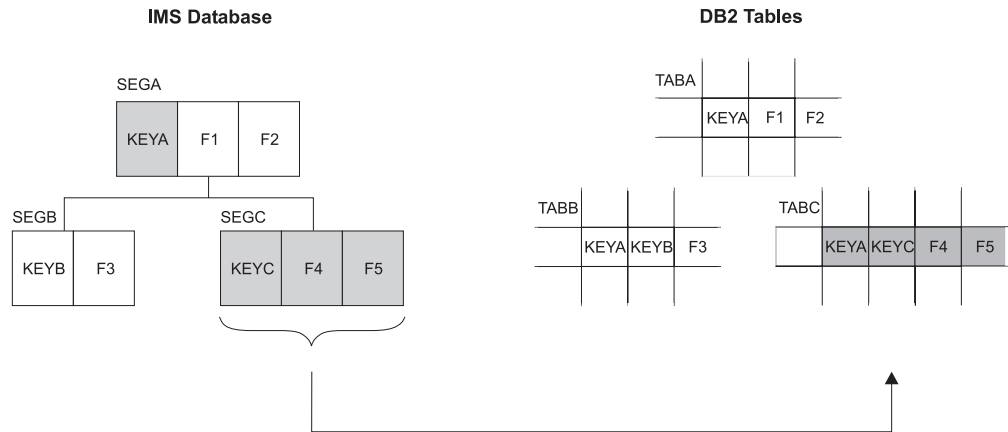 IMS Database
DB2 Tables
SEGA
KEYA F1 F2
SEGB
KEYB F3
SEGC
KEYC F4 F5
TABA
KEYA F1 F2
TABB
KEYA KEYB F3
TABC
KEYA KEYC F4 F5